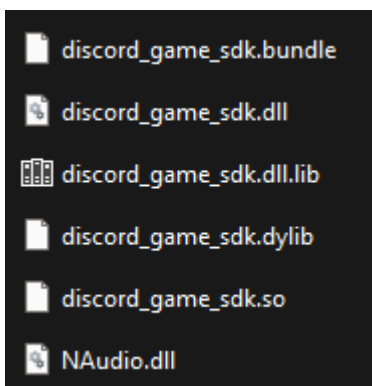 discord_game_sdk.bundle
discord_game_sdk.dll
discord_game_sdk.dll.lib
discord_game_sdk.dylib
discord_game_sdk.so
NAudio.dll